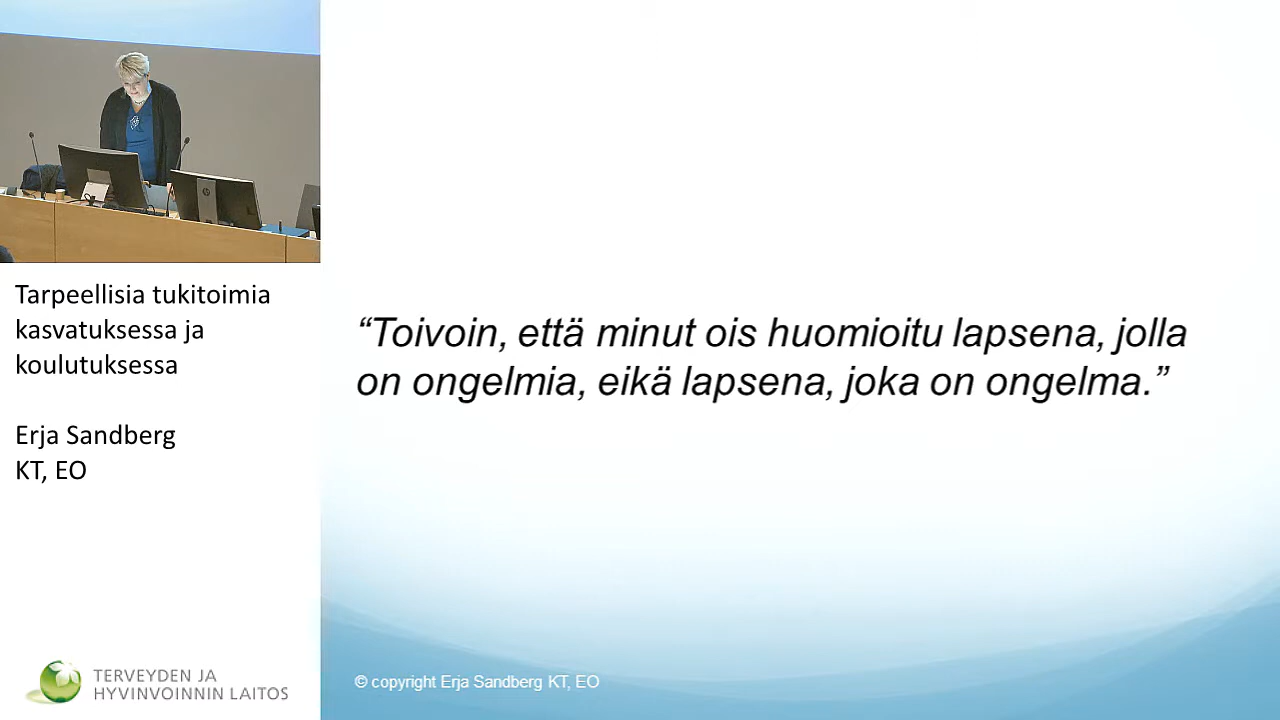 Tarpeellisia tukitoimia
kasvatuksessa ja
koulutuksessa
Erja Sandberg
KT, EO
TERVEYDEN JA
HYVINVOINNIN LAITOS
“Toivoin, että minut ois huomioitu lapsena, jolla
on ongelmia, eikä lapsena, joka on ongelma.”
© copyright Erja Sandberg KT, EO